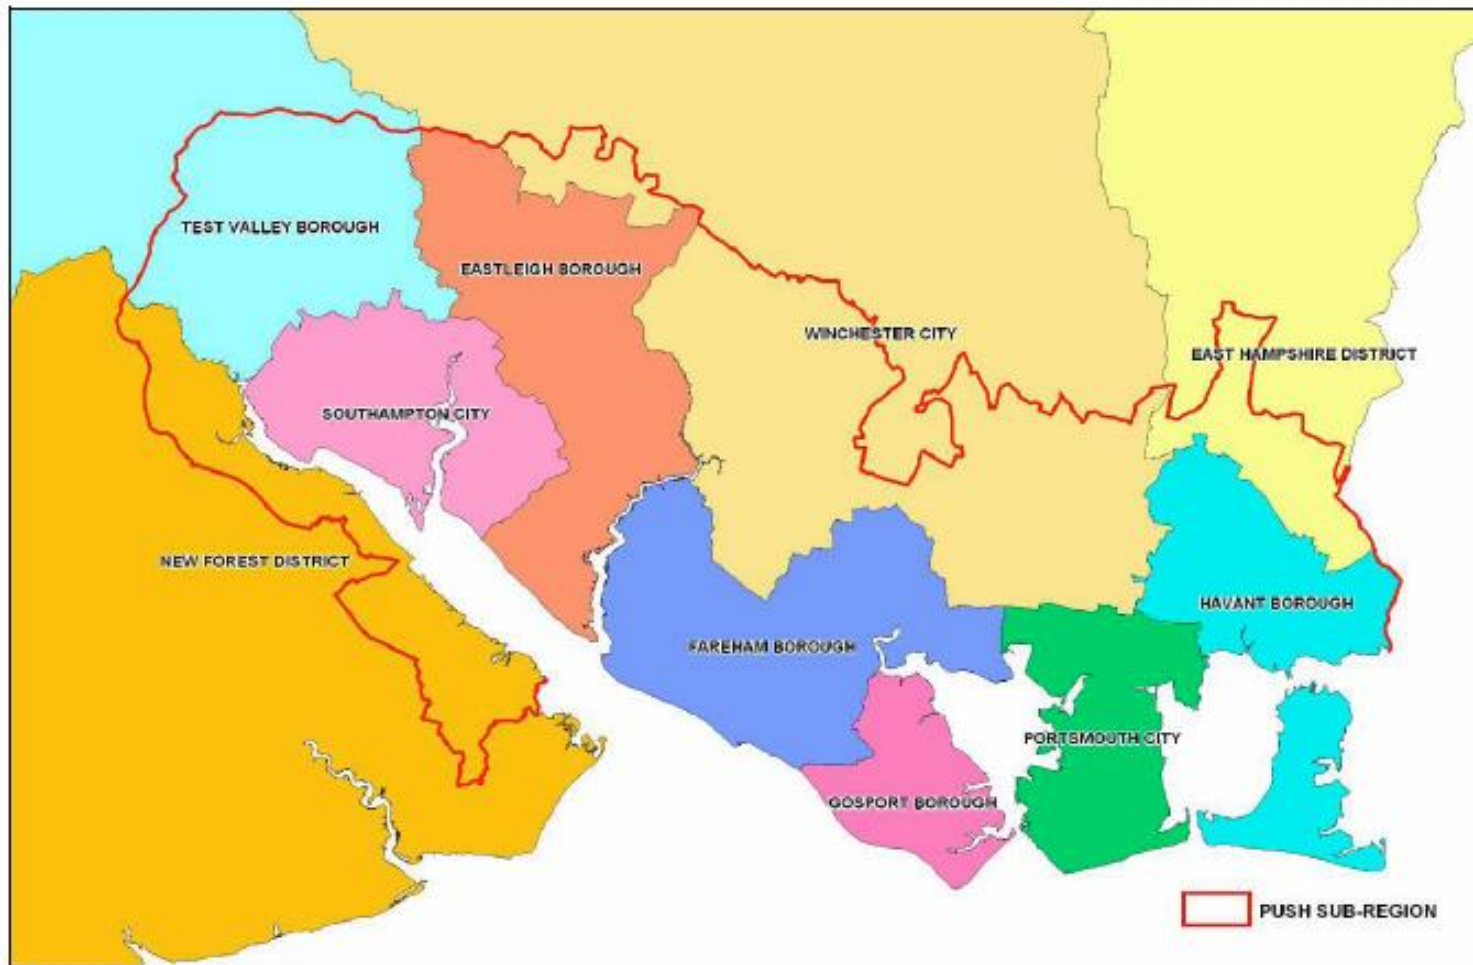 TEST VALLEY BOROUGH
EASTLEIGH BOROUGH
WINCHESTER CITY
EAST HAMPSHIRE DISTRICT
SOUTHAMPTON CITY
NEW FOREST DISTRICT
HAVANT BOROUGH
FAREHAM BOROUGH
PORTSMOUTH CITY
GOSPORT BOROUGH
PUSH SUB-REGION